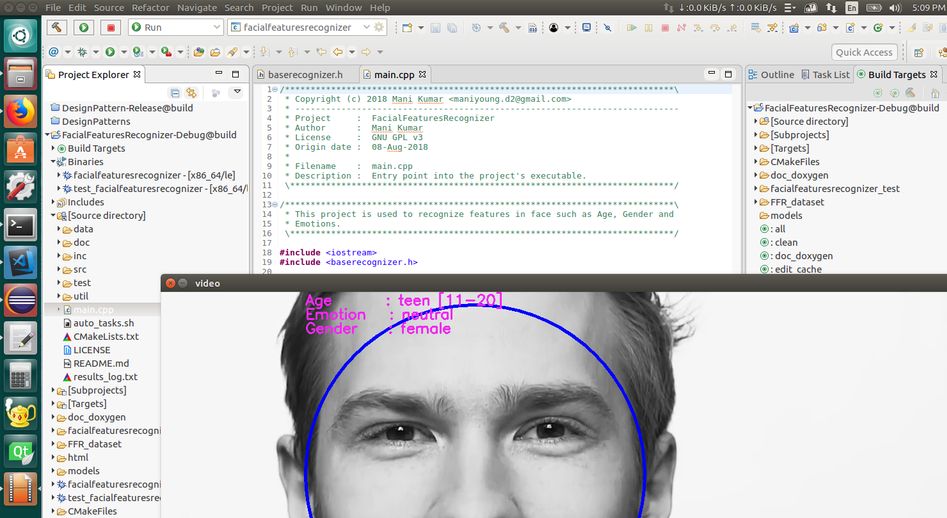 File Edit Source Refactor Navigate Search Project Run Window Help
↓:0.0 KiB/s ↑:0.0 KiB/s En 5:09 PM
Run facialfeaturesrecognizer
Quick Access
Project Explorer
DesignPattern-Release@build
DesignPatterns
FacialFeaturesRecognizer-Debug@build
Build Targets
Binaries
facialfeaturesrecognizer - [x86_64/le]
test_facialfeaturesrecognizer - [x86_64/l
Includes
[Source directory]
data
doc
inc
src
test
util
main.cpp
auto_tasks.sh
CMakeLists.txt
LICENSE
README.md
results_log.txt
[Subprojects]
[Targets]
doc_doxygen
facialfeaturesrecogni
FFR_dataset
html
models
facialfeaturesrecogni
test_facialfeaturesre
CMakeFiles
baserecognizer.h main.cpp
1 /************************************************************************************\
2 * Copyright (c) 2018 Mani Kumar <maniyoung.d2@gmail.com>
3 * -----------------------------------------------------------------------------------
4 * Project : FacialFeaturesRecognizer
5 * Author : Mani Kumar
6 * License : GNU GPL v3
7 * Origin date : 08-Aug-2018
8 *
9 * Filename : main.cpp
10 * Description : Entry point into the project's executable.
11 \************************************************************************************/
12
13 /************************************************************************************\
14 * This project is used to recognize features in face such as Age, Gender and
15 * Emotions.
16 \************************************************************************************/
17
18 #include <iostream>
19 #include <baserecognizer.h>
20
Outline Task List Build Targets
FacialFeaturesRecognizer-Debug@build
[Source directory]
[Subprojects]
[Targets]
CMakeFiles
doc_doxygen
facialfeaturesrecognizer_test
FFR_dataset
models
: all
: clean
: doc_doxygen
: edit_cache
video
Age : teen [11-20]
Emotion : neutral
Gender : female